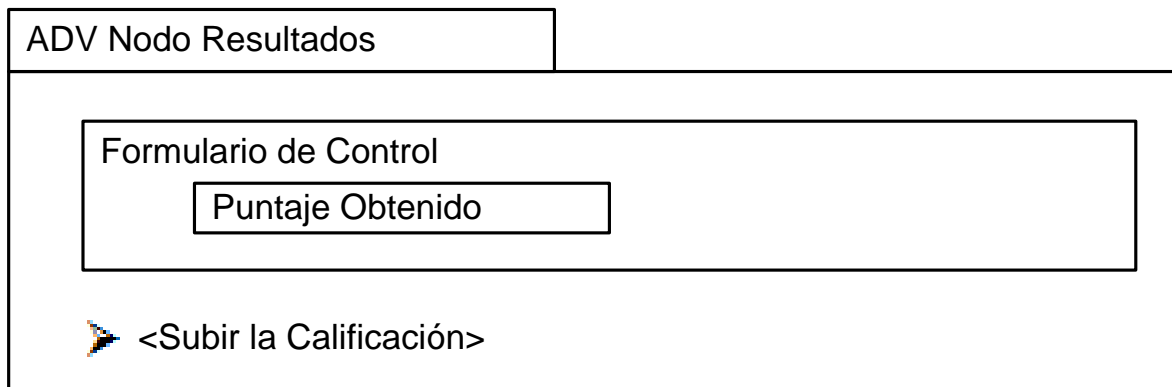 ADV Nodo Resultados
Formulario de Control
Puntaje Obtenido
<Subir la Calificación>